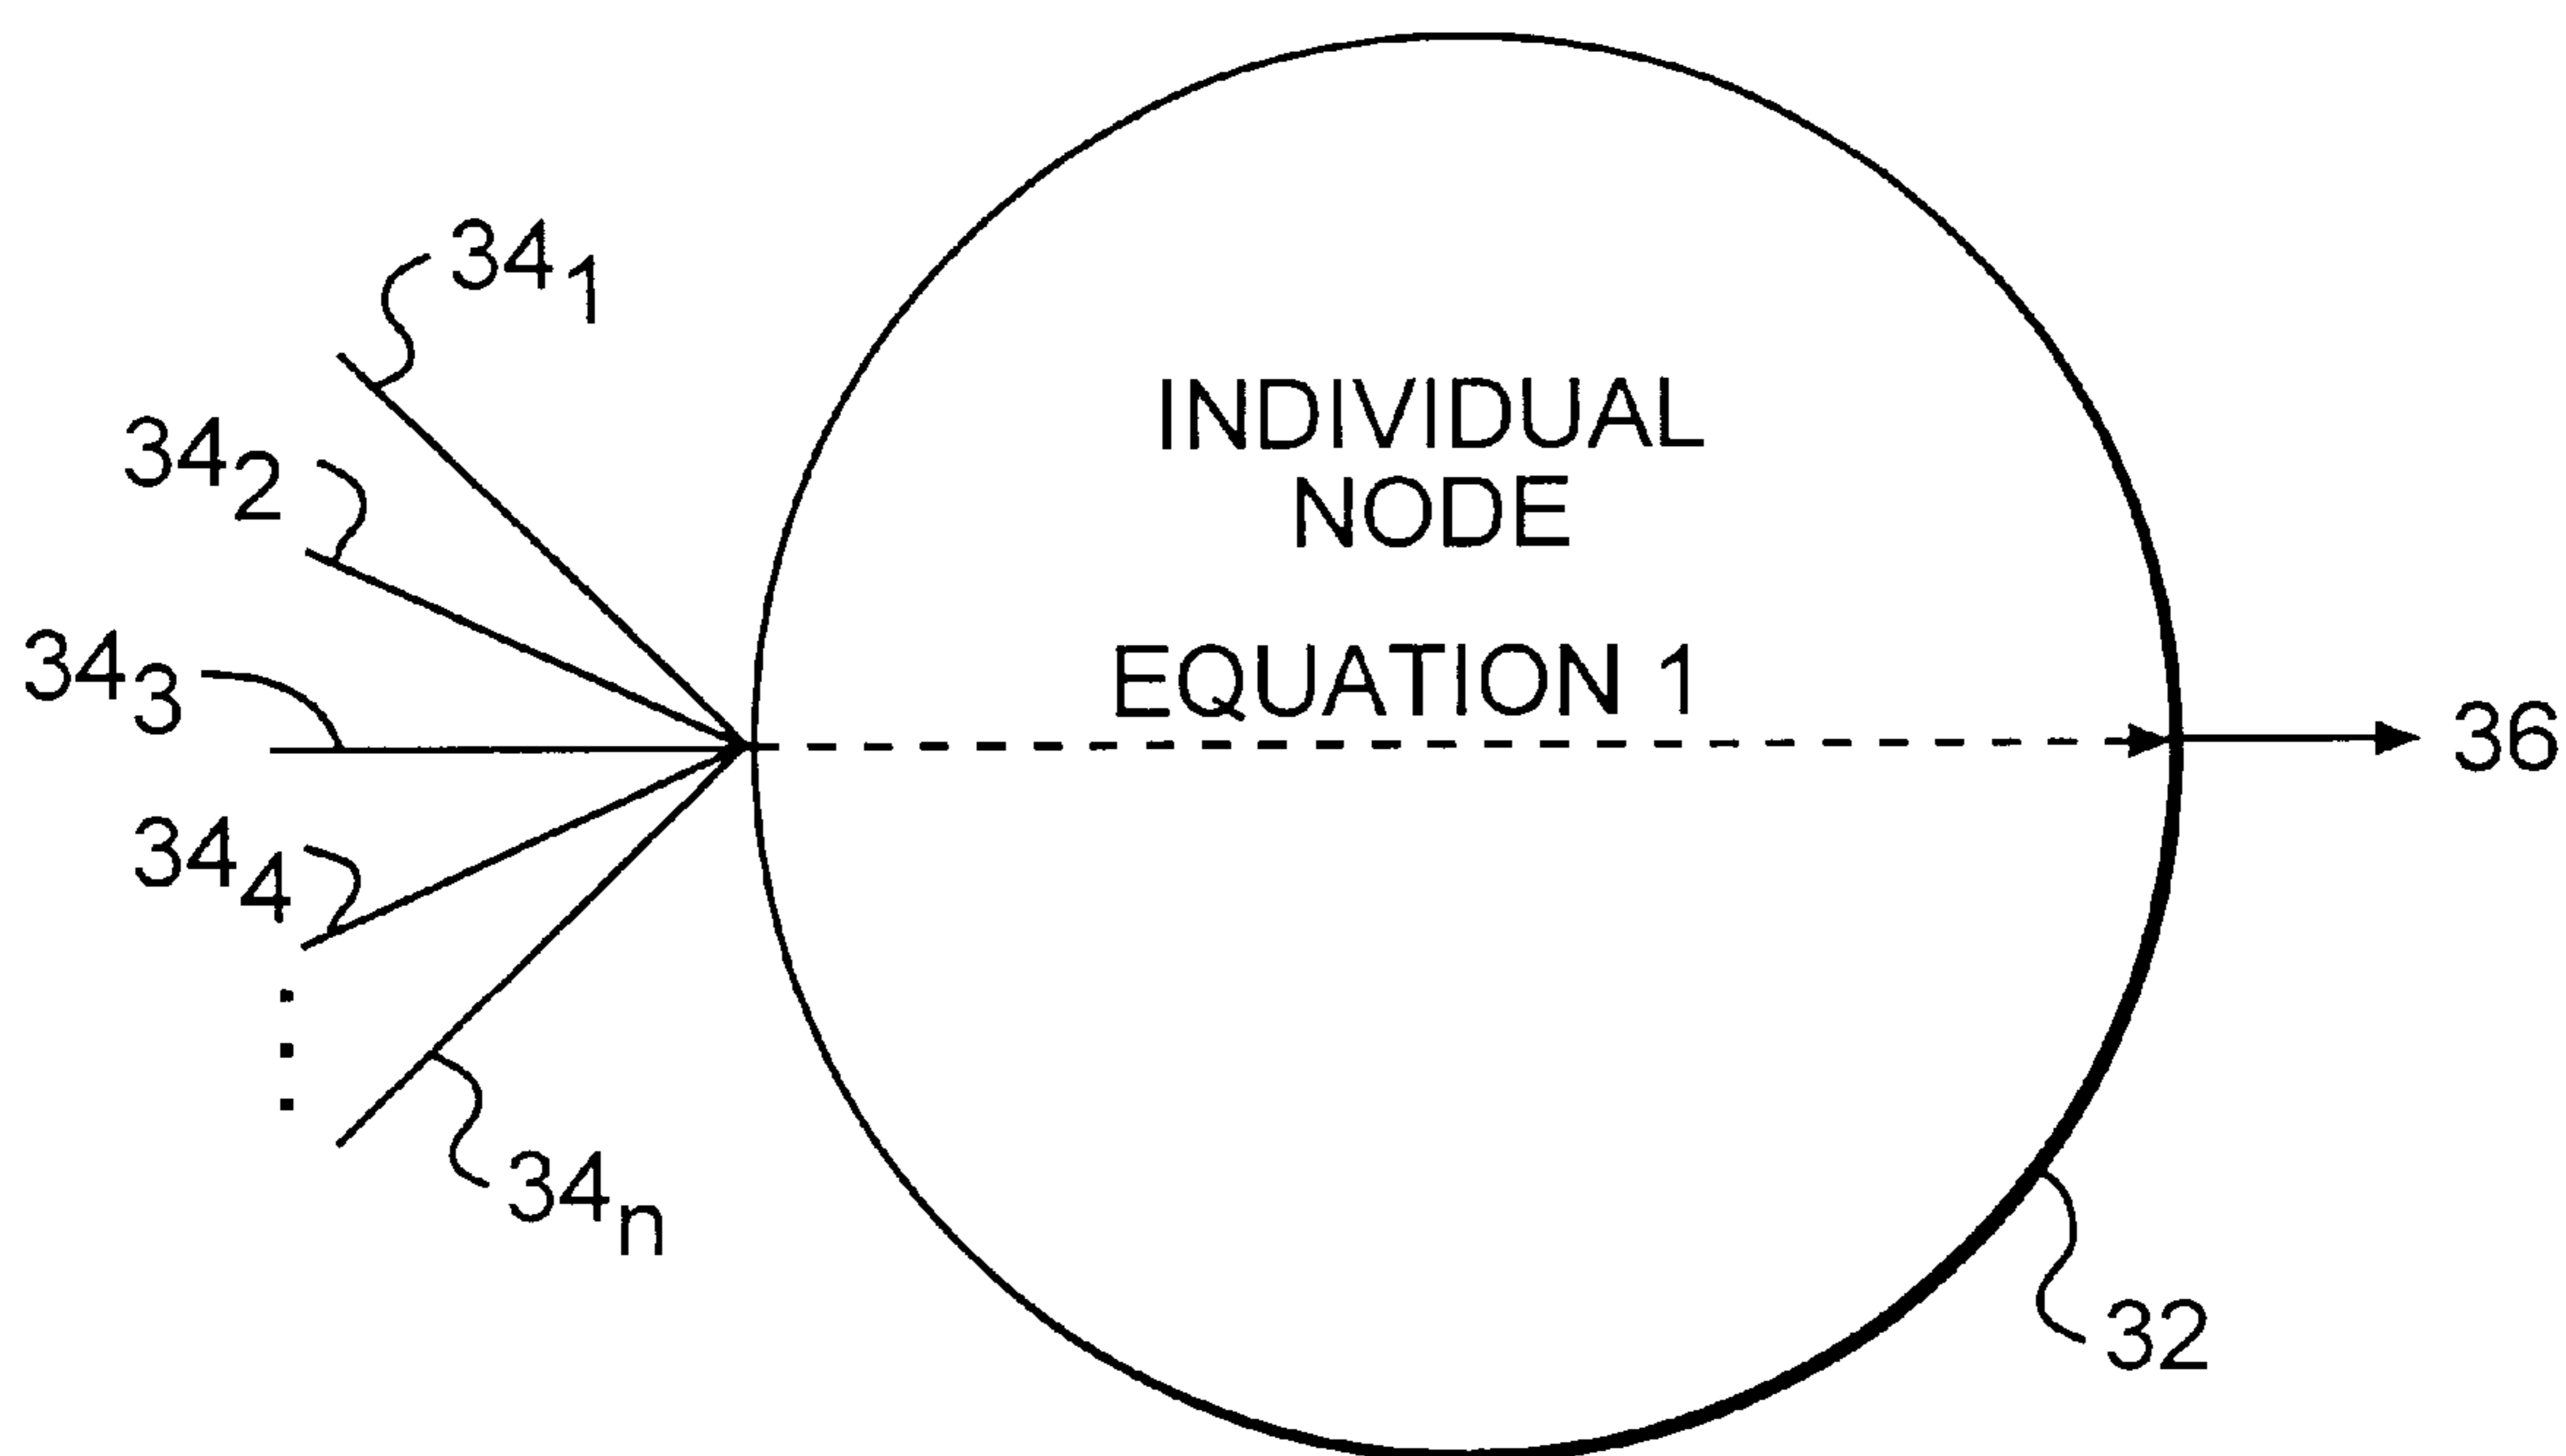 34₁
34₂
34₃
34₄
34ₙ
INDIVIDUAL
NODE
EQUATION 1
36
32